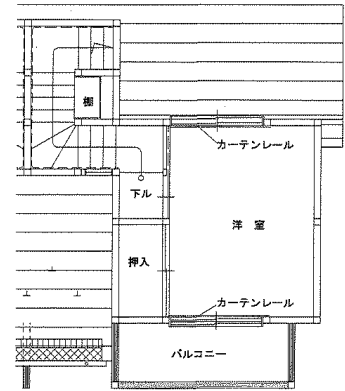 棚
カーテンレール
下ル
洋 室
押入
カーテンレール
バルコニー